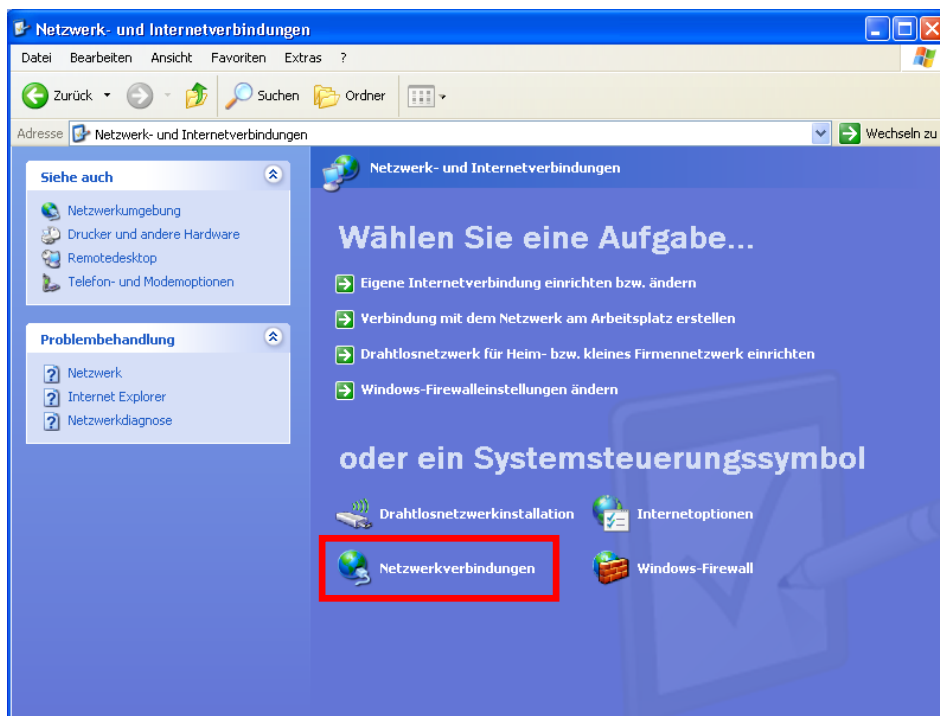 Netzwerk- und Internetverbindungen
Datei Bearbeiten Ansicht Favoriten Extras ?
Zurück Suchen Ordner
Adresse Netzwerk- und Internetverbindungen Wechseln zu
Siehe auch
Netzwerkumgebung
Drucker und andere Hardware
Remotedesktop
Telefon- und Modemoptionen
Problembehandlung
Netzwerk
Internet Explorer
Netzwerkdiagnose
Netzwerk- und Internetverbindungen
Wählen Sie eine Aufgabe...
Eigene Internetverbindung einrichten bzw. ändern
Verbindung mit dem Netzwerk am Arbeitsplatz erstellen
Drahtlosnetzwerk für Heim- bzw. kleines Firmennetzwerk einrichten
Windows-Firewalleinstellungen ändern
oder ein Systemsteuerungssymbol
Drahtlosnetzwerkinstallation Internetoptionen
Netzwerkverbindungen Windows-Firewall